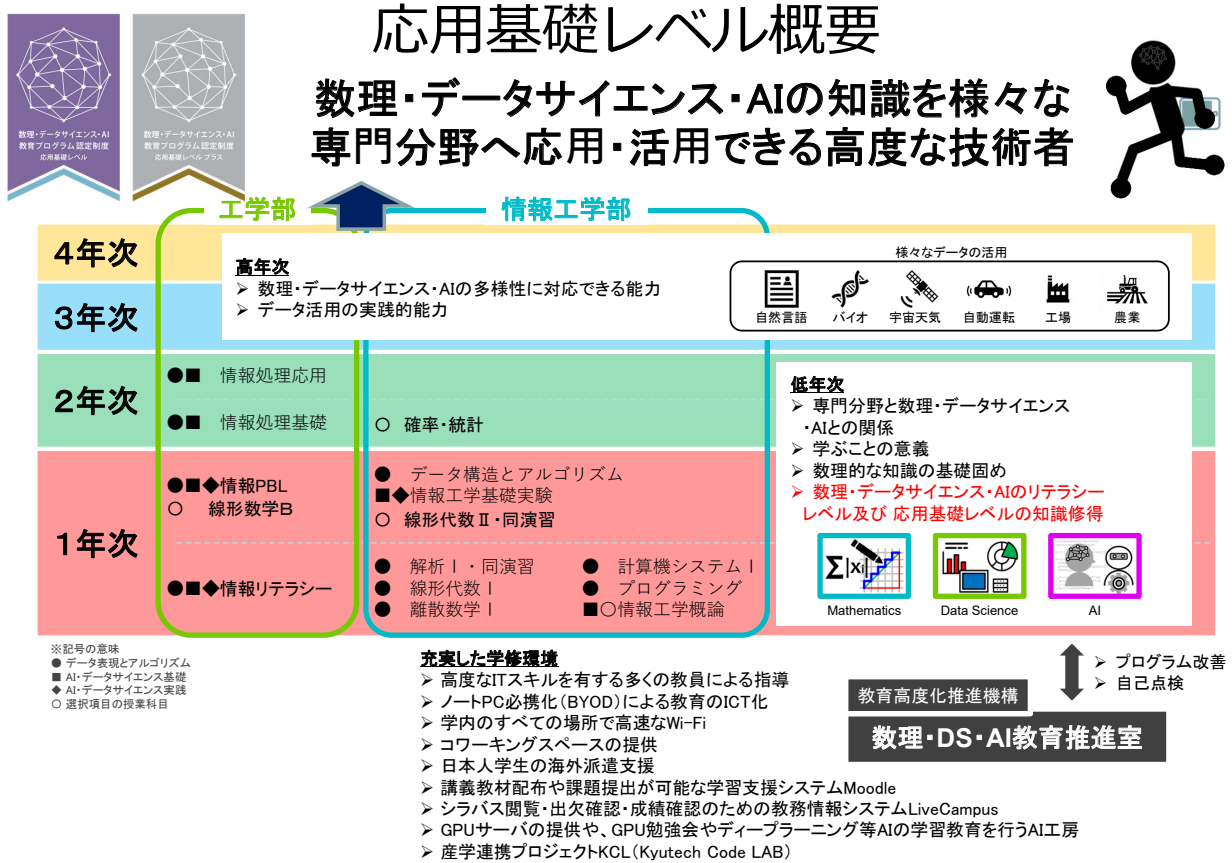 応用基礎レベル概要
数理・データサイエンス・AIの知識を様々な
専門分野へ応用・活用できる高度な技術者
数理・データサイエンス・AI
教育プログラム認定制度
応用基礎レベル
数理・データサイエンス・AI
教育プログラム認定制度
応用基礎レベル プラス
工学部
情報工学部
4年次
3年次
2年次
1年次
高年次
➢ 数理・データサイエンス・AIの多様性に対応できる能力
➢ データ活用の実践的能力
様々なデータの活用
自然言語
バイオ
宇宙天気
自動運転
工場
農業
●■ 情報処理応用
●■ 情報処理基礎
○ 確率・統計
●■◆情報PBL
○ 線形数学B
●■◆情報リテラシー
● データ構造とアルゴリズム
■◆情報工学基礎実験
○ 線形代数Ⅱ・同演習
● 解析Ⅰ・同演習
● 線形代数Ⅰ
● 離散数学Ⅰ
● 計算機システムⅠ
● プログラミング
■○情報工学概論
低年次
➢ 専門分野と数理・データサイエンス
・AIとの関係
➢ 学ぶことの意義
➢ 数理的な知識の基礎固め
➢ 数理・データサイエンス・AIのリテラシー
レベル及び 応用基礎レベルの知識修得
∑|xi|
Mathematics
Data Science
AI
※記号の意味
● データ表現とアルゴリズム
■ AI・データサイエンス基礎
◆ AI・データサイエンス実践
○ 選択項目の授業科目
充実した学修環境
➢ 高度なITスキルを有する多くの教員による指導
➢ ノートPC必携化(BYOD)による教育のICT化
➢ 学内のすべての場所で高速なWi-Fi
➢ コワーキングスペースの提供
➢ 日本人学生の海外派遣支援
➢ 講義教材配布や課題提出が可能な学習支援システムMoodle
➢ シラバス閲覧・出欠確認・成績確認のための教務情報システムLiveCampus
➢ GPUサーバの提供や、GPU勉強会やディープラーニング等AIの学習教育を行うAI工房
➢ 産学連携プロジェクトKCL(Kyutech Code LAB)
➢ プログラム改善
➢ 自己点検
教育高度化推進機構
数理・DS・AI教育推進室